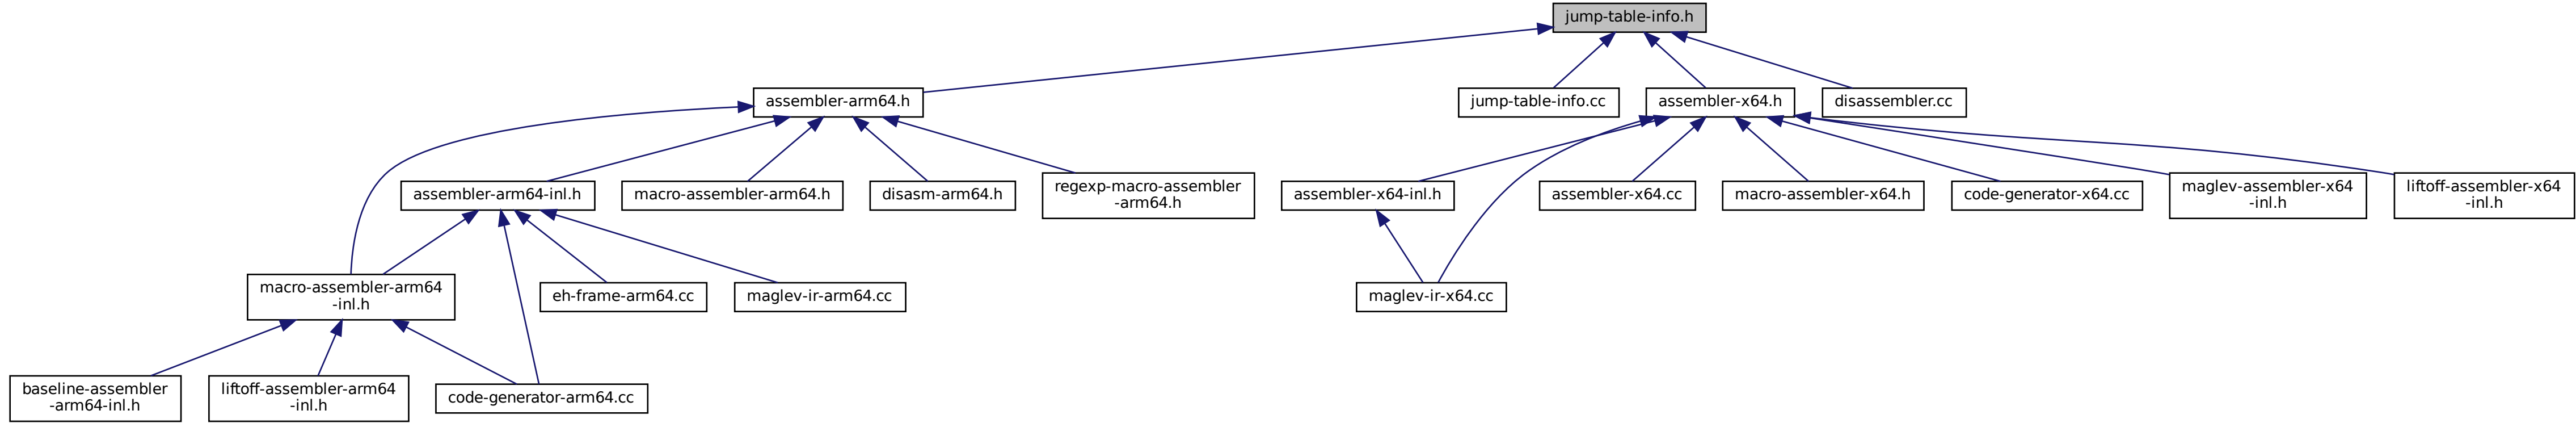 jump-table-info.h
assembler-arm64.h
jump-table-info.cc
assembler-x64.h
disassembler.cc
assembler-arm64-inl.h
macro-assembler-arm64.h
disasm-arm64.h
regexp-macro-assembler
-arm64.h
assembler-x64-inl.h
assembler-x64.cc
macro-assembler-x64.h
code-generator-x64.cc
maglev-assembler-x64
-inl.h
liftoff-assembler-x64
-inl.h
macro-assembler-arm64
-inl.h
eh-frame-arm64.cc
maglev-ir-arm64.cc
maglev-ir-x64.cc
baseline-assembler
-arm64-inl.h
liftoff-assembler-arm64
-inl.h
code-generator-arm64.cc